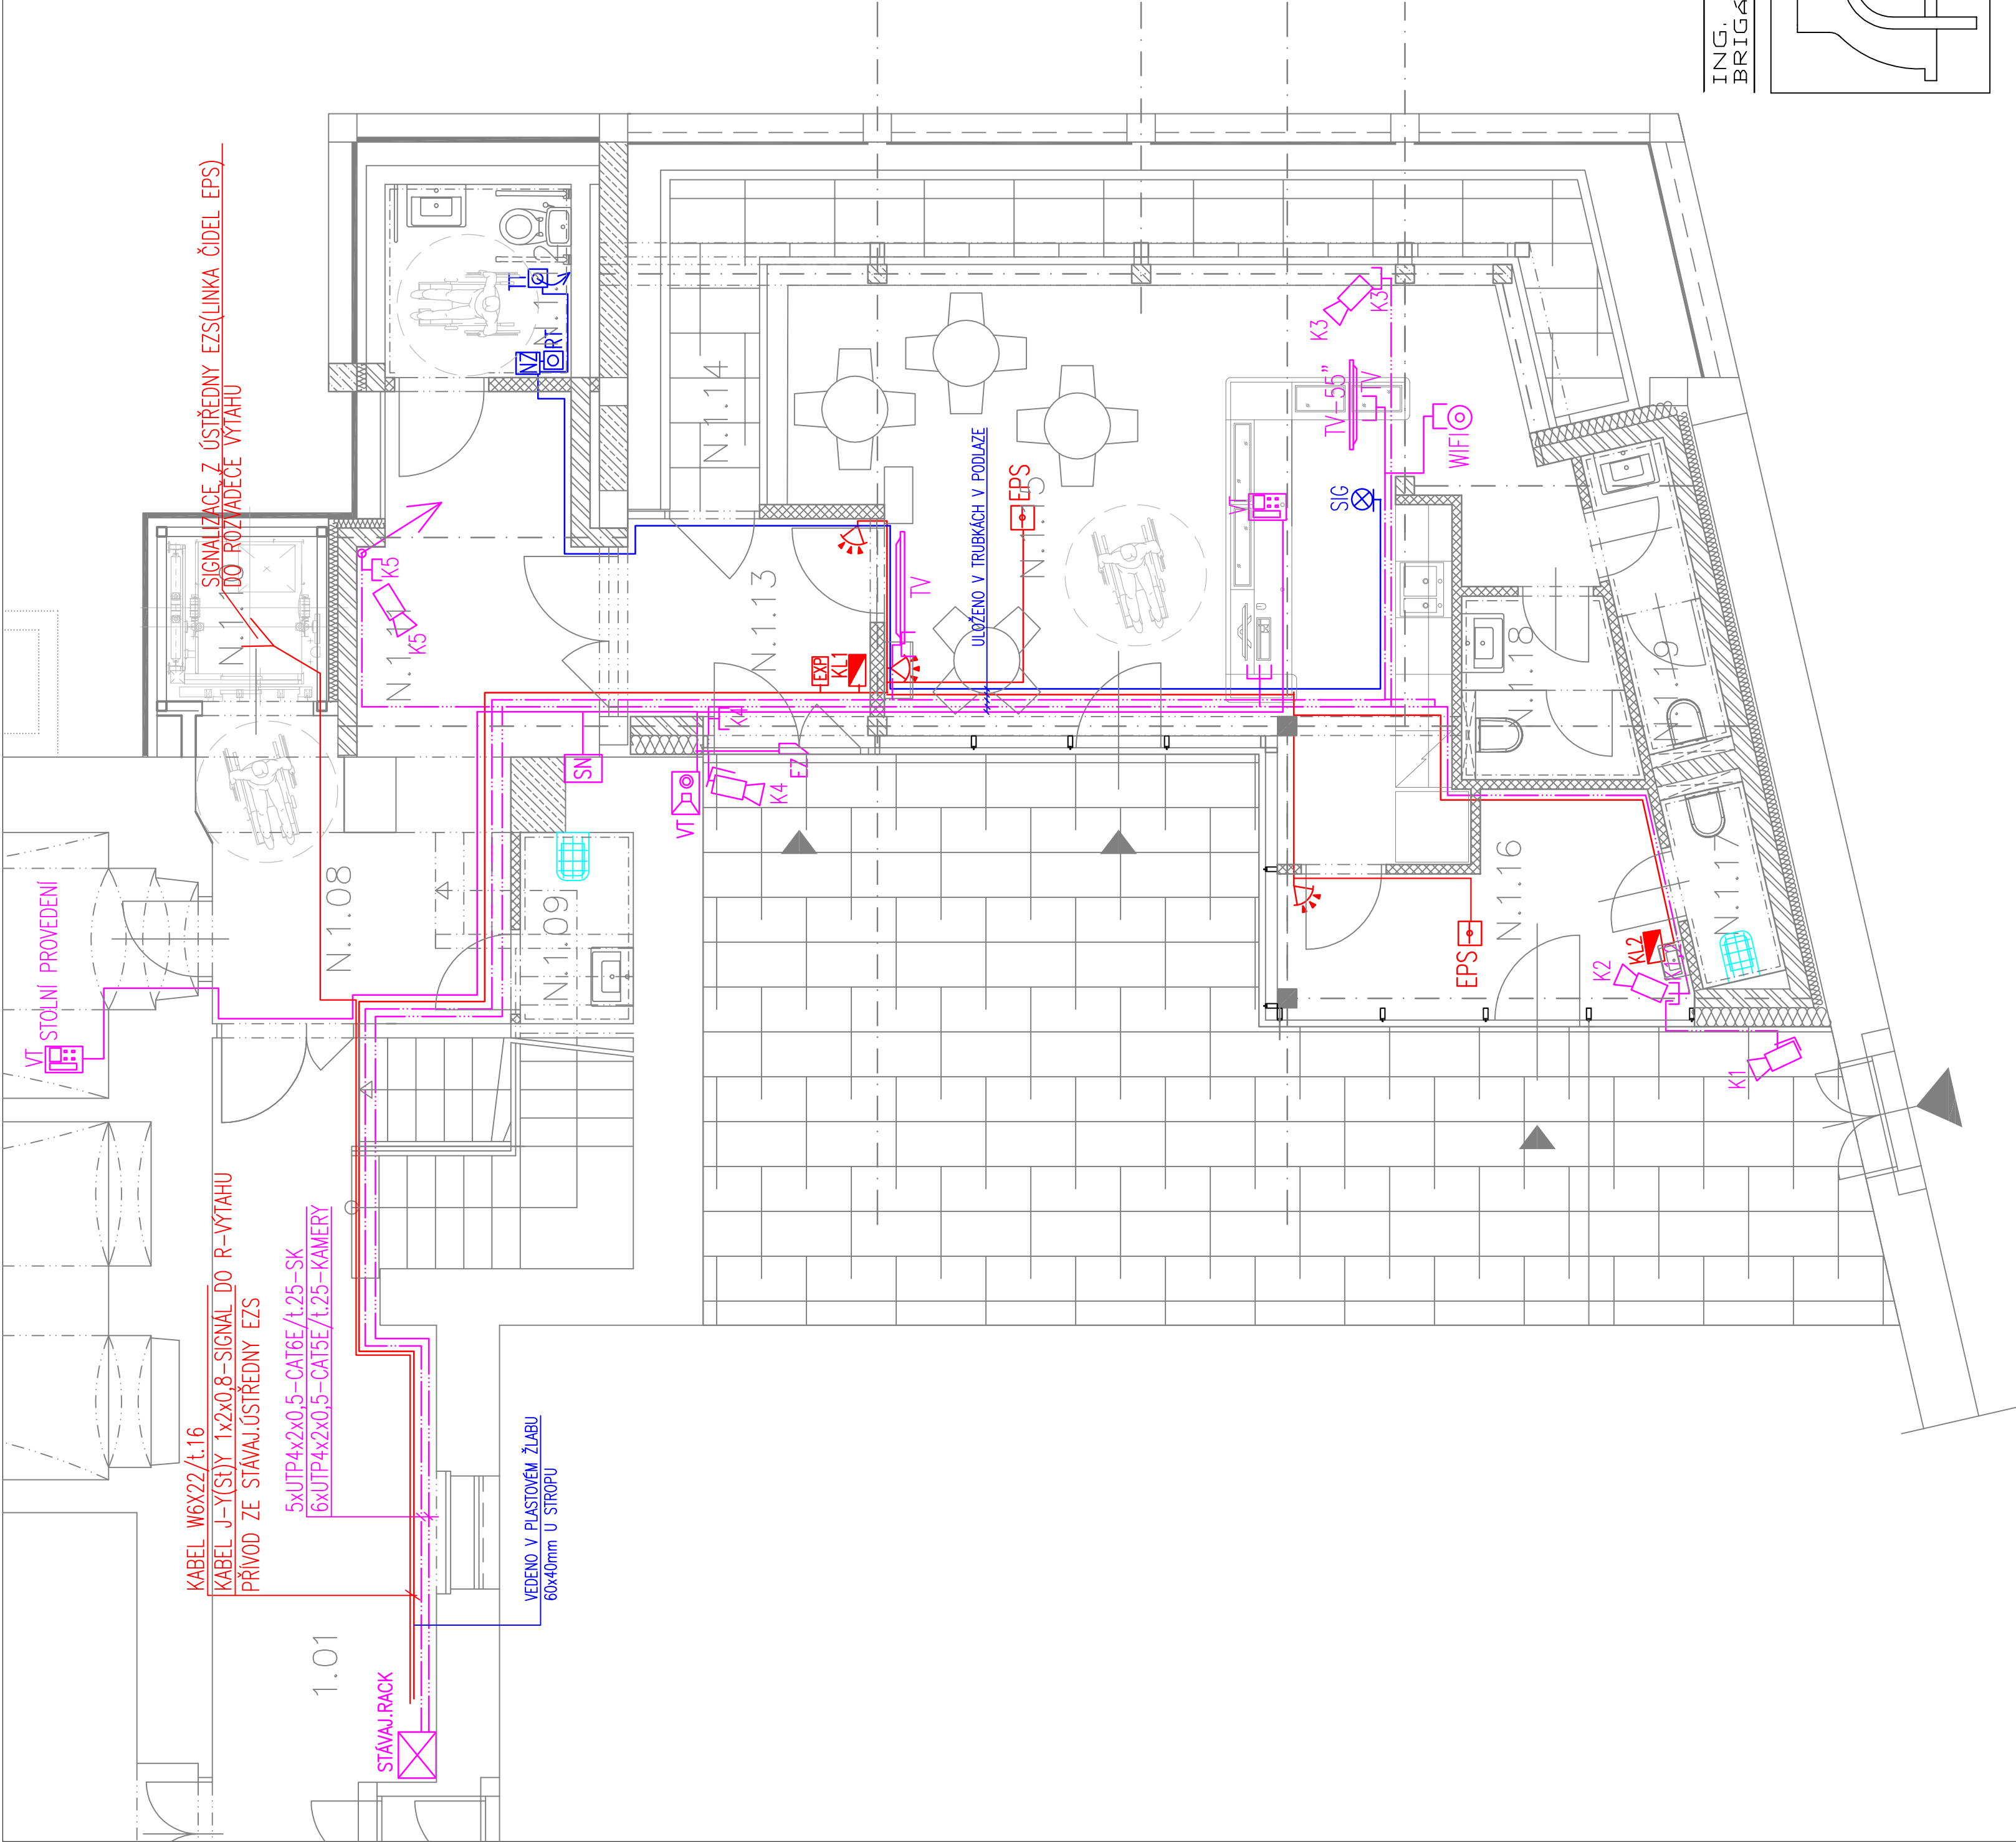 ING.
SIGNALIZACE Z ÚSTŘEDNY EZS(LINKA ČIDEL EPS)
DO ROZVADĚČE VÝTAHU
T
NZ
RT
N.1.14
K3
K3
TV-55"
TV
WIFI
SIG
VT
EPS
N.1.15
ULOŽENO V TRUBKÁCH V PODLAZE
TV
K5
K5
N.1.11
N.1.13
EXP
KL1
N.1.18
N.1.19
K4
SN
EZ
K4
VT
N.1.08
N.1.09
STOLNÍ PROVEDENÍ
VT
N.1.16
N.1.17
EPS
KL2
K2
K1
KABEL W6X22/t.16
KABEL J-Y(St)Y 1x2x0,8-SIGNÁL DO R-VÝTAHU
PŘÍVOD ZE STÁVAJ.ÚSTŘEDNY EZS
5xUTP4x2x0,5-CAT6E/t.25-SK
6xUTP4x2x0,5-CAT5E/t.25-KAMERY
VEDENO V PLASTOVÉM ŽLABU
60x40mm U STROPU
1.01
STÁVAJ.RACK